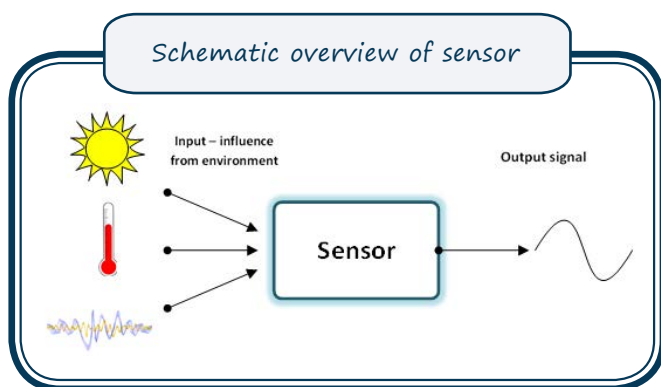 Schematic overview of sensor
Input – influence
from environment
Output signal
Sensor